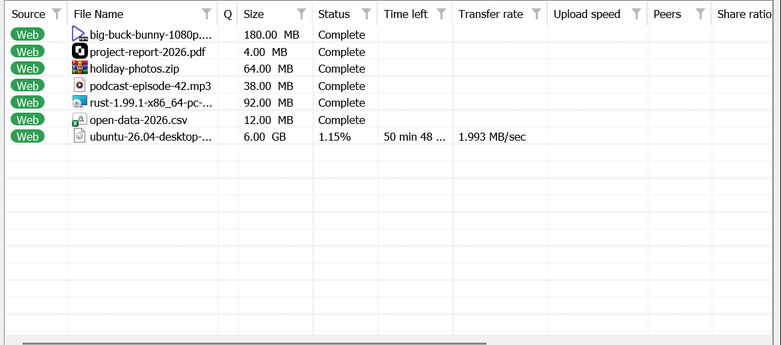 Source File Name Q Size Status Time left Transfer rate Upload speed Peers Share ratio
Web big-buck-bunny-1080p.... 180.00 MB Complete
Web project-report-2026.pdf 4.00 MB Complete
Web holiday-photos.zip 64.00 MB Complete
Web podcast-episode-42.mp3 38.00 MB Complete
Web rust-1.99.1-x86_64-pc-... 92.00 MB Complete
Web open-data-2026.csv 12.00 MB Complete
Web ubuntu-26.04-desktop-... 6.00 GB 1.15% 50 min 48 ... 1.993 MB/sec